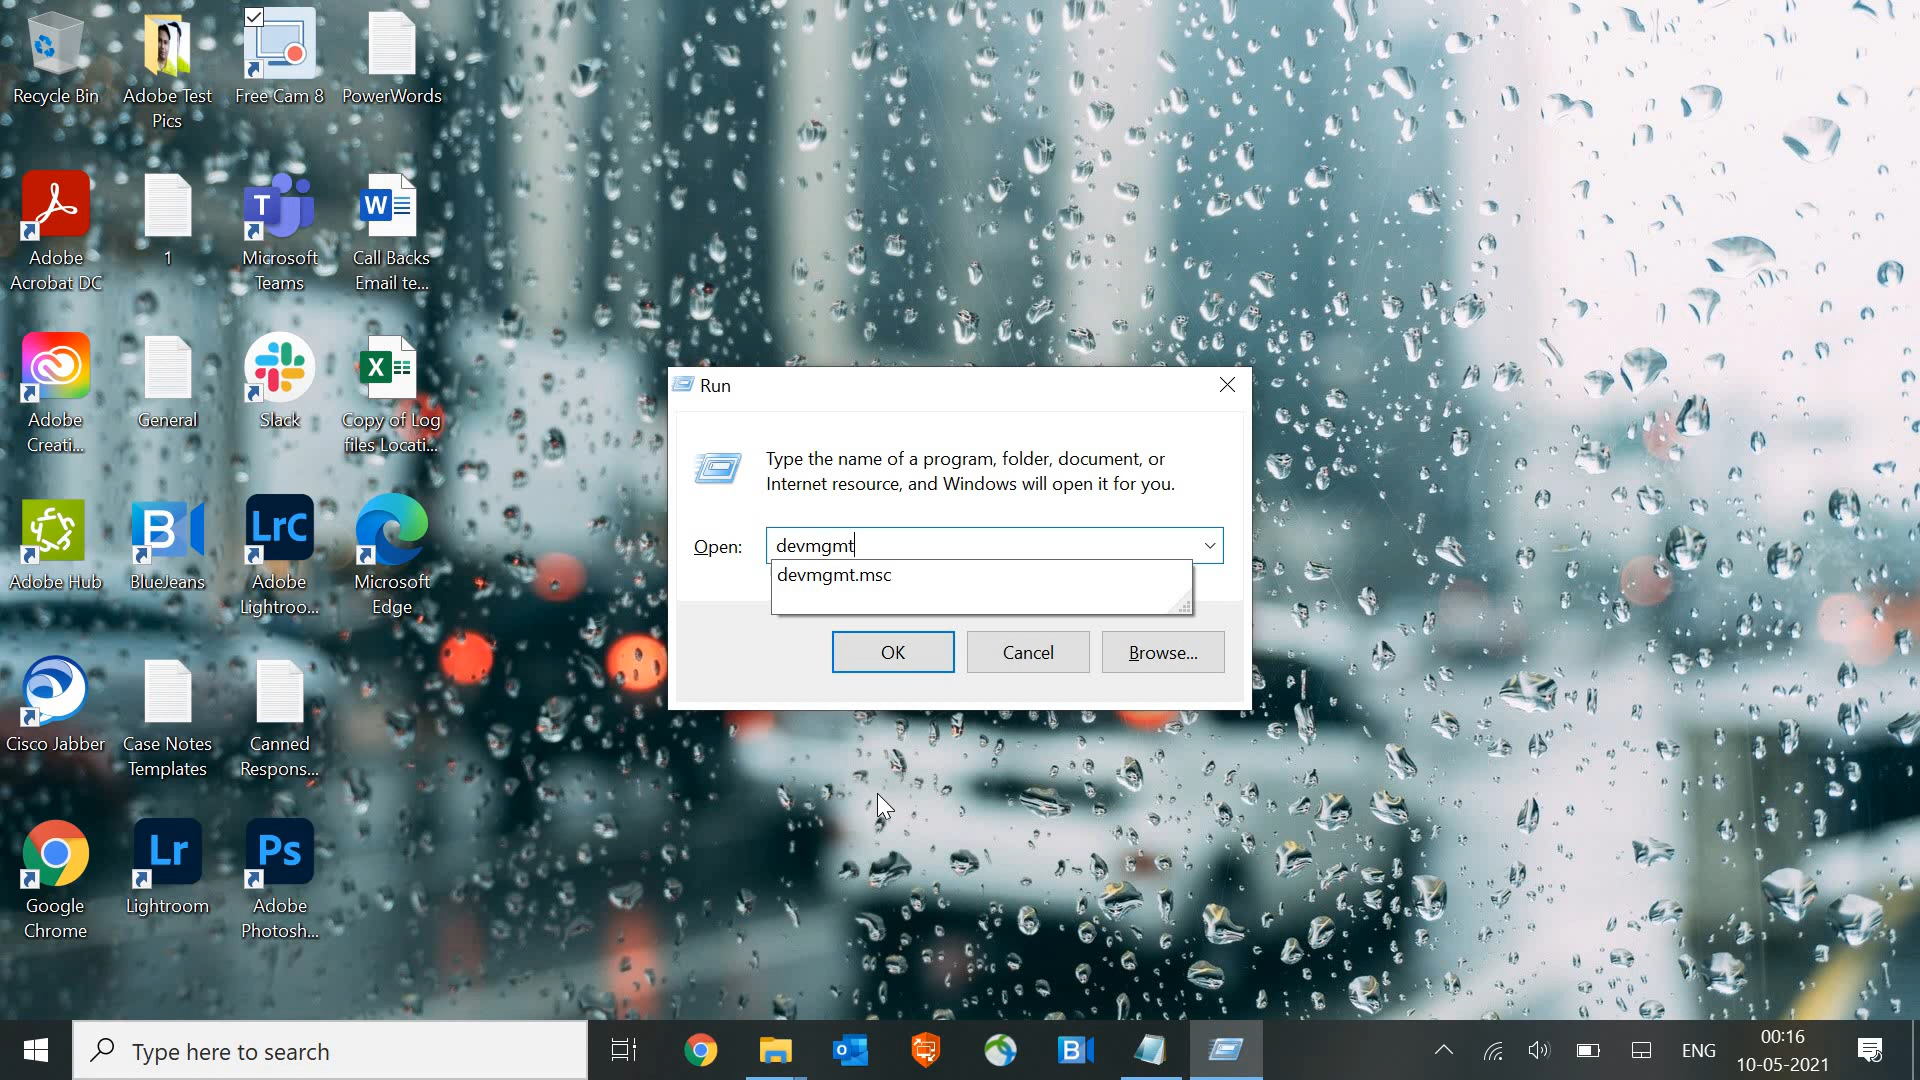 Recycle Bin
Adobe Test
Pics
Free Cam 8
PowerWords
Adobe
Acrobat DC
1
Microsoft
Teams
Call Backs
Email te...
Adobe
Creati...
General
Slack
Copy of Log
files Locati...
Adobe Hub
BlueJeans
Adobe
Lightroo...
Microsoft
Edge
Cisco Jabber
Case Notes
Templates
Canned
Respons...
Google
Chrome
Lightroom
Adobe
Photosh...
Run
Type the name of a program, folder, document, or
Internet resource, and Windows will open it for you.
Open: devmgmt
devmgmt.msc
OK Cancel Browse...
Type here to search
ENG
00:16
10-05-2021